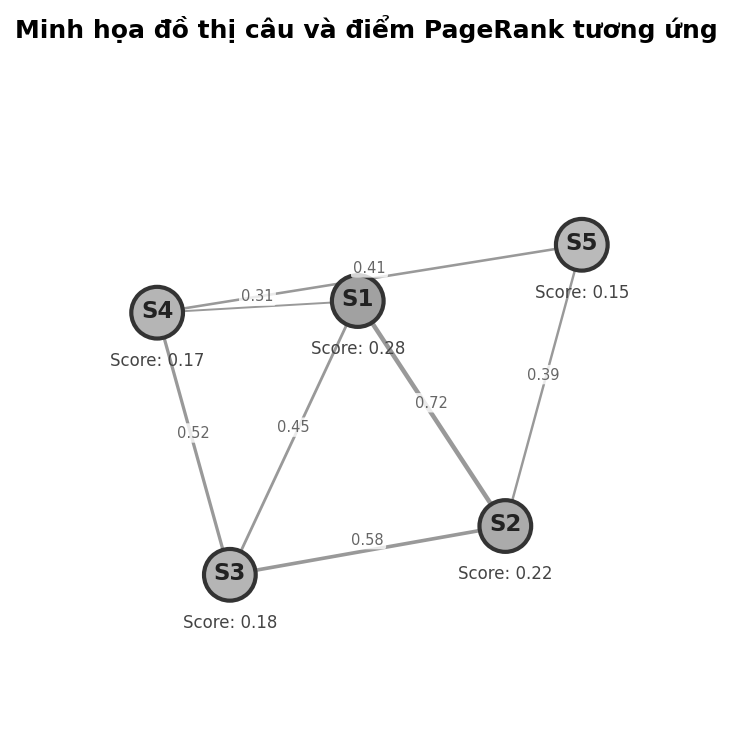 Minh họa đồ thị câu và điểm PageRank tương ứng
S5
0.41
Score: 0.15
0.31
S1
S4
Score: 0.28
Score: 0.17
0.39
0.72
0.45
0.52
S2
0.58
S3
Score: 0.22
Score: 0.18